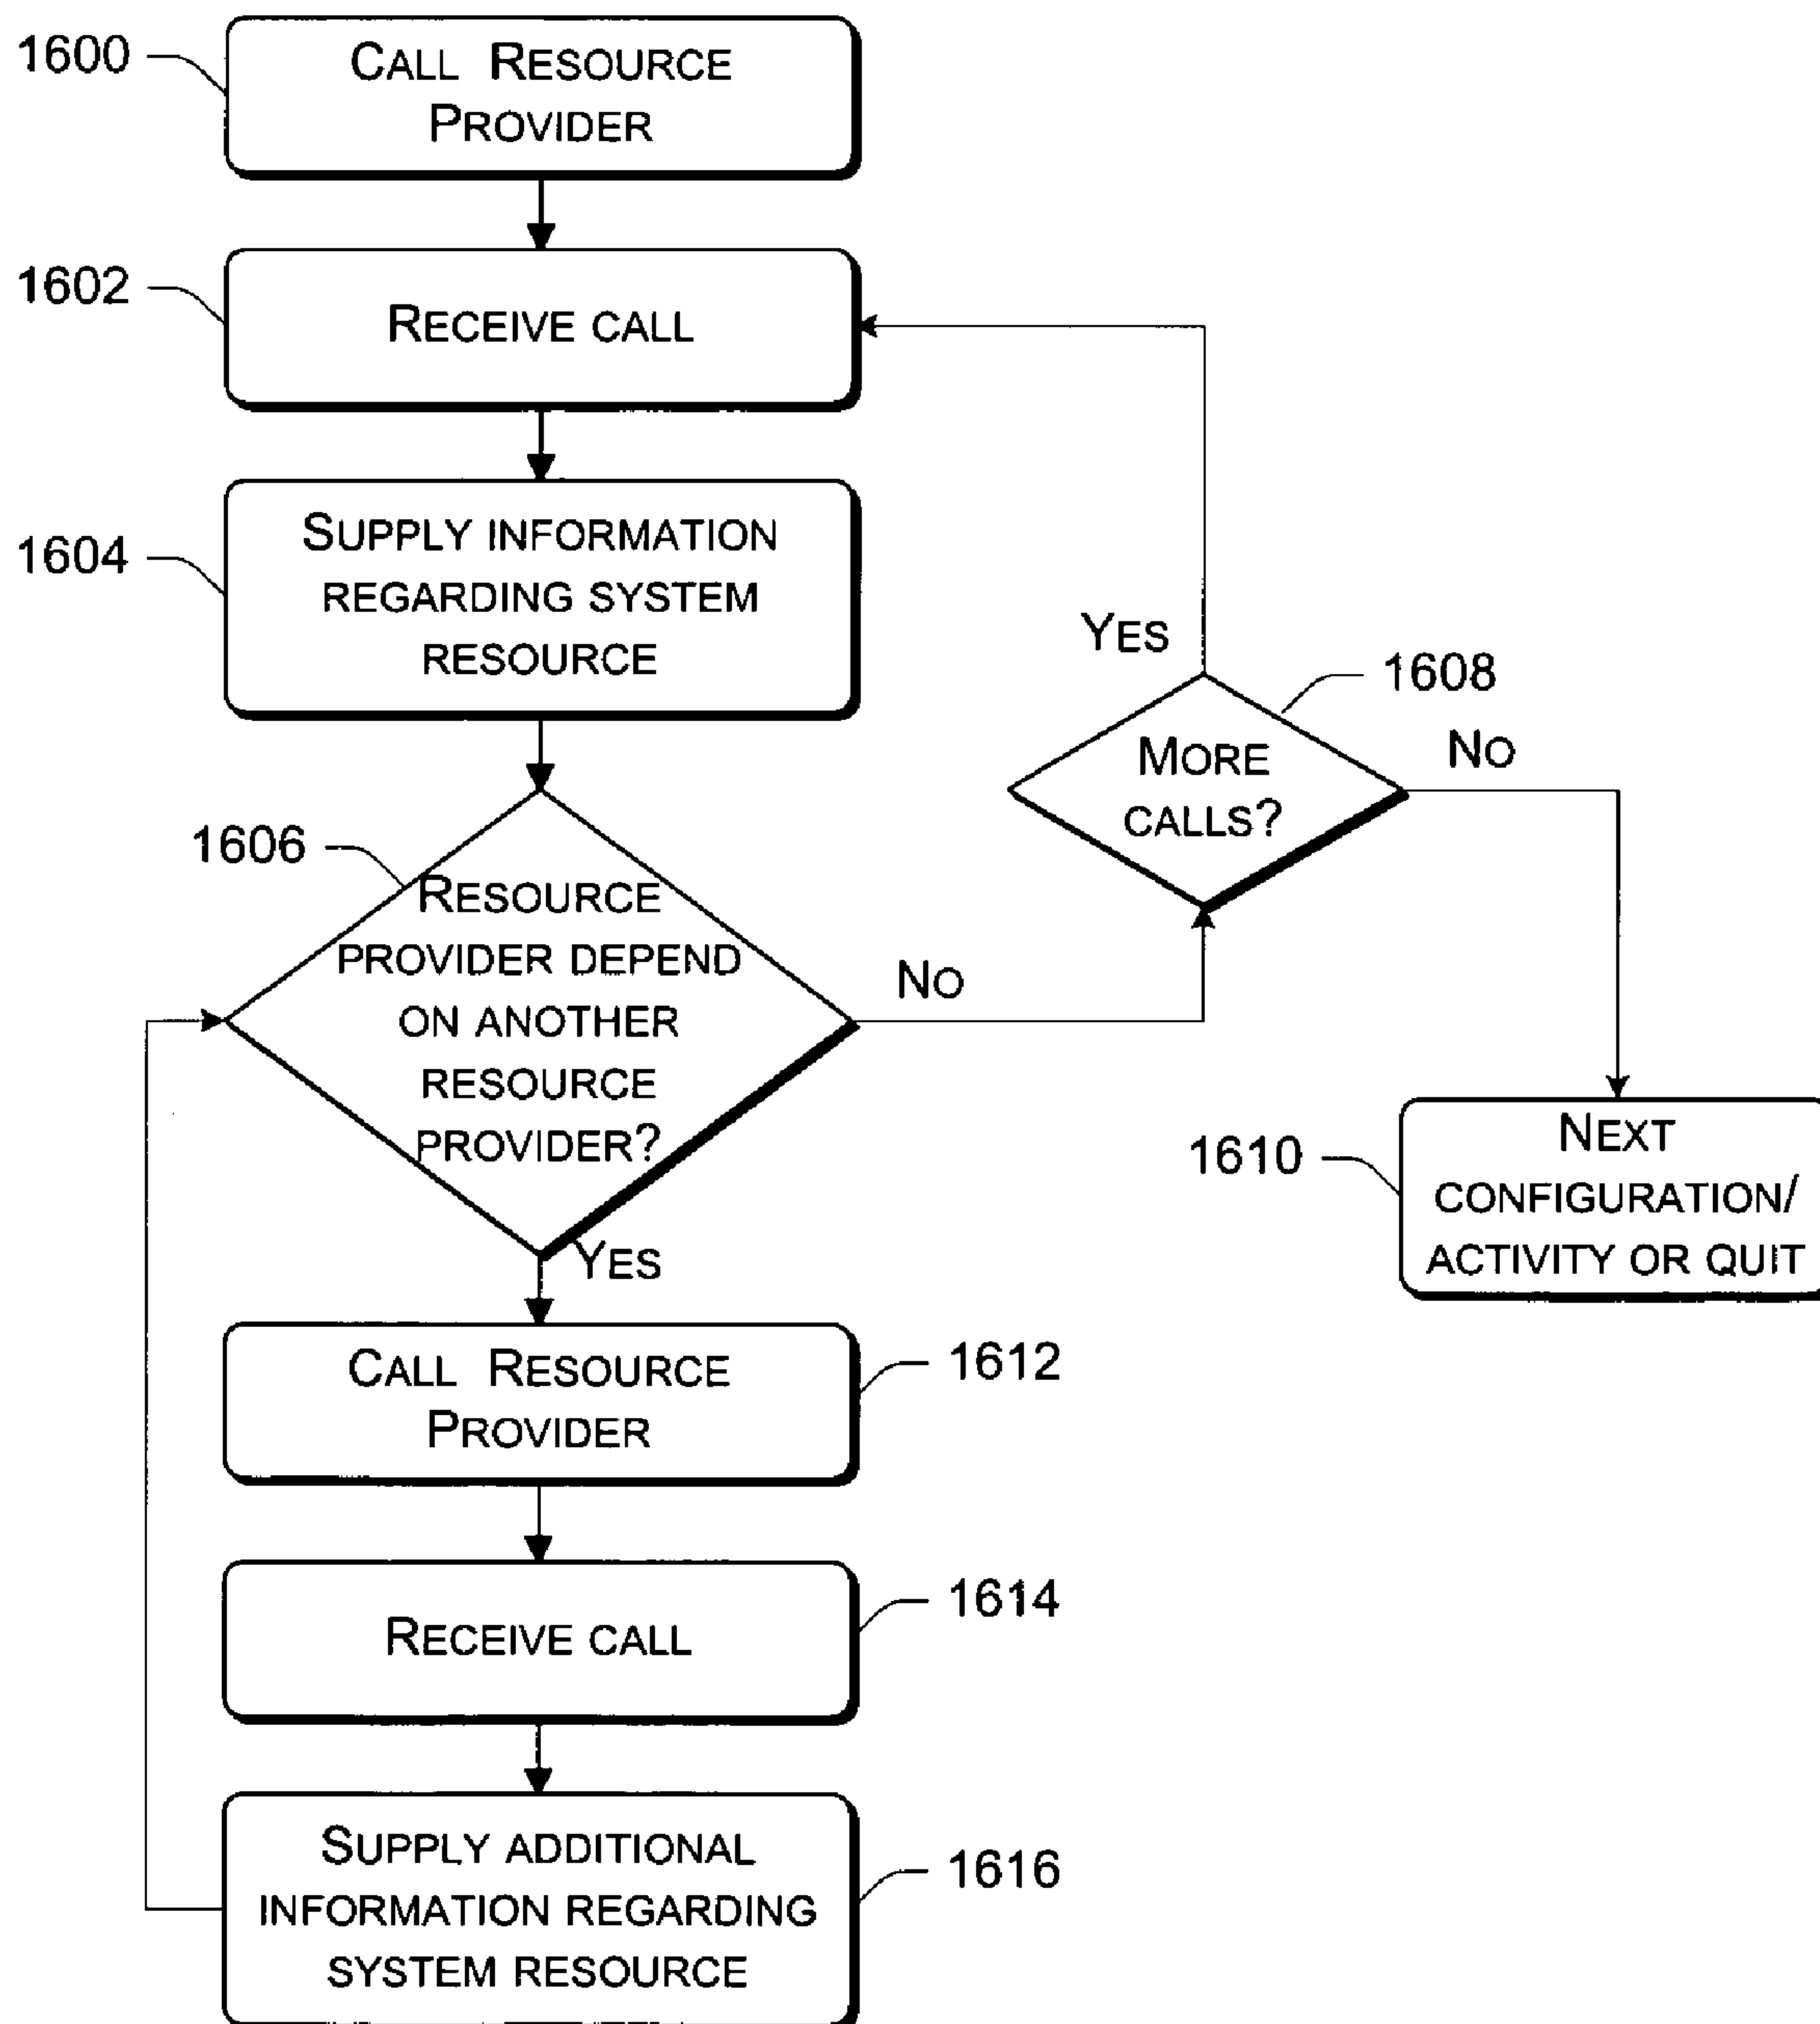 1600
CALL RESOURCE
PROVIDER
1602
RECEIVE CALL
1604
SUPPLY INFORMATION
REGARDING SYSTEM
RESOURCE
YES
1608
MORE
CALLS?
NO
1606
RESOURCE
PROVIDER DEPEND
ON ANOTHER
RESOURCE
PROVIDER?
NO
YES
1610
NEXT
CONFIGURATION/
ACTIVITY OR QUIT
1612
CALL RESOURCE
PROVIDER
1614
RECEIVE CALL
1616
SUPPLY ADDITIONAL
INFORMATION REGARDING
SYSTEM RESOURCE